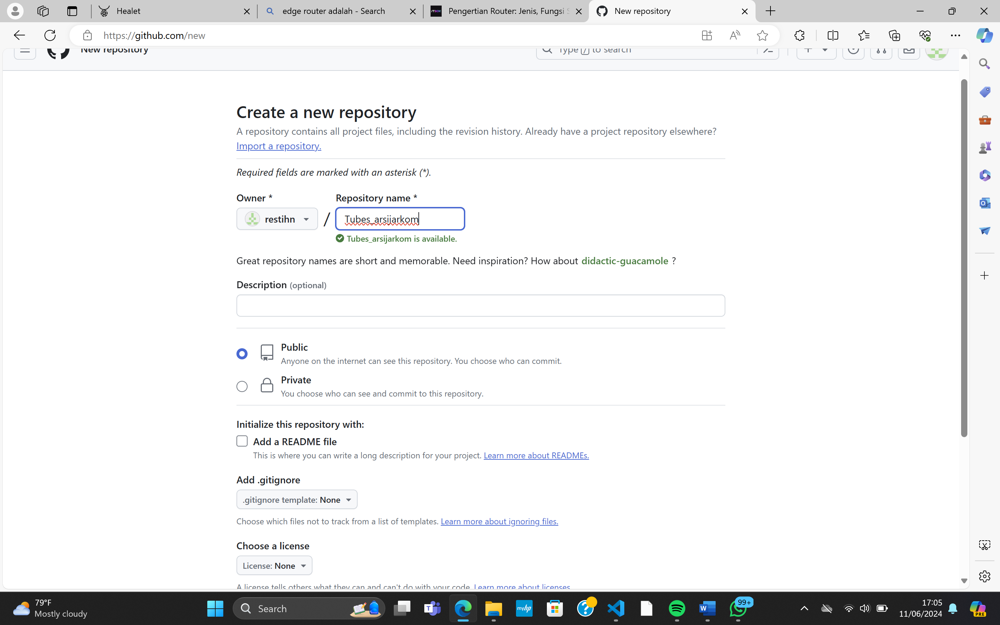 Healet
edge router adalah - Search
Pengertian Router: Jenis, Fungsi S
New repository
https://github.com/new
New repository
Type / to search
Create a new repository
A repository contains all project files, including the revision history. Already have a project repository elsewhere?
Import a repository.
Required fields are marked with an asterisk (*).
Owner *
Repository name *
restihn
/
Tubes_arsijarkom
Tubes_arsijarkom is available.
Great repository names are short and memorable. Need inspiration? How about didactic-guacamole ?
Description (optional)
Public
Anyone on the internet can see this repository. You choose who can commit.
Private
You choose who can see and commit to this repository.
Initialize this repository with:
Add a README file
This is where you can write a long description for your project. Learn more about READMEs.
Add .gitignore
.gitignore template: None
Choose which files not to track from a list of templates. Learn more about ignoring files.
Choose a license
License: None
A license tells others what they can and can't do with your code. Learn more about licenses.
79°F
Mostly cloudy
Search
myhp
99+
17:05
11/06/2024
PRE